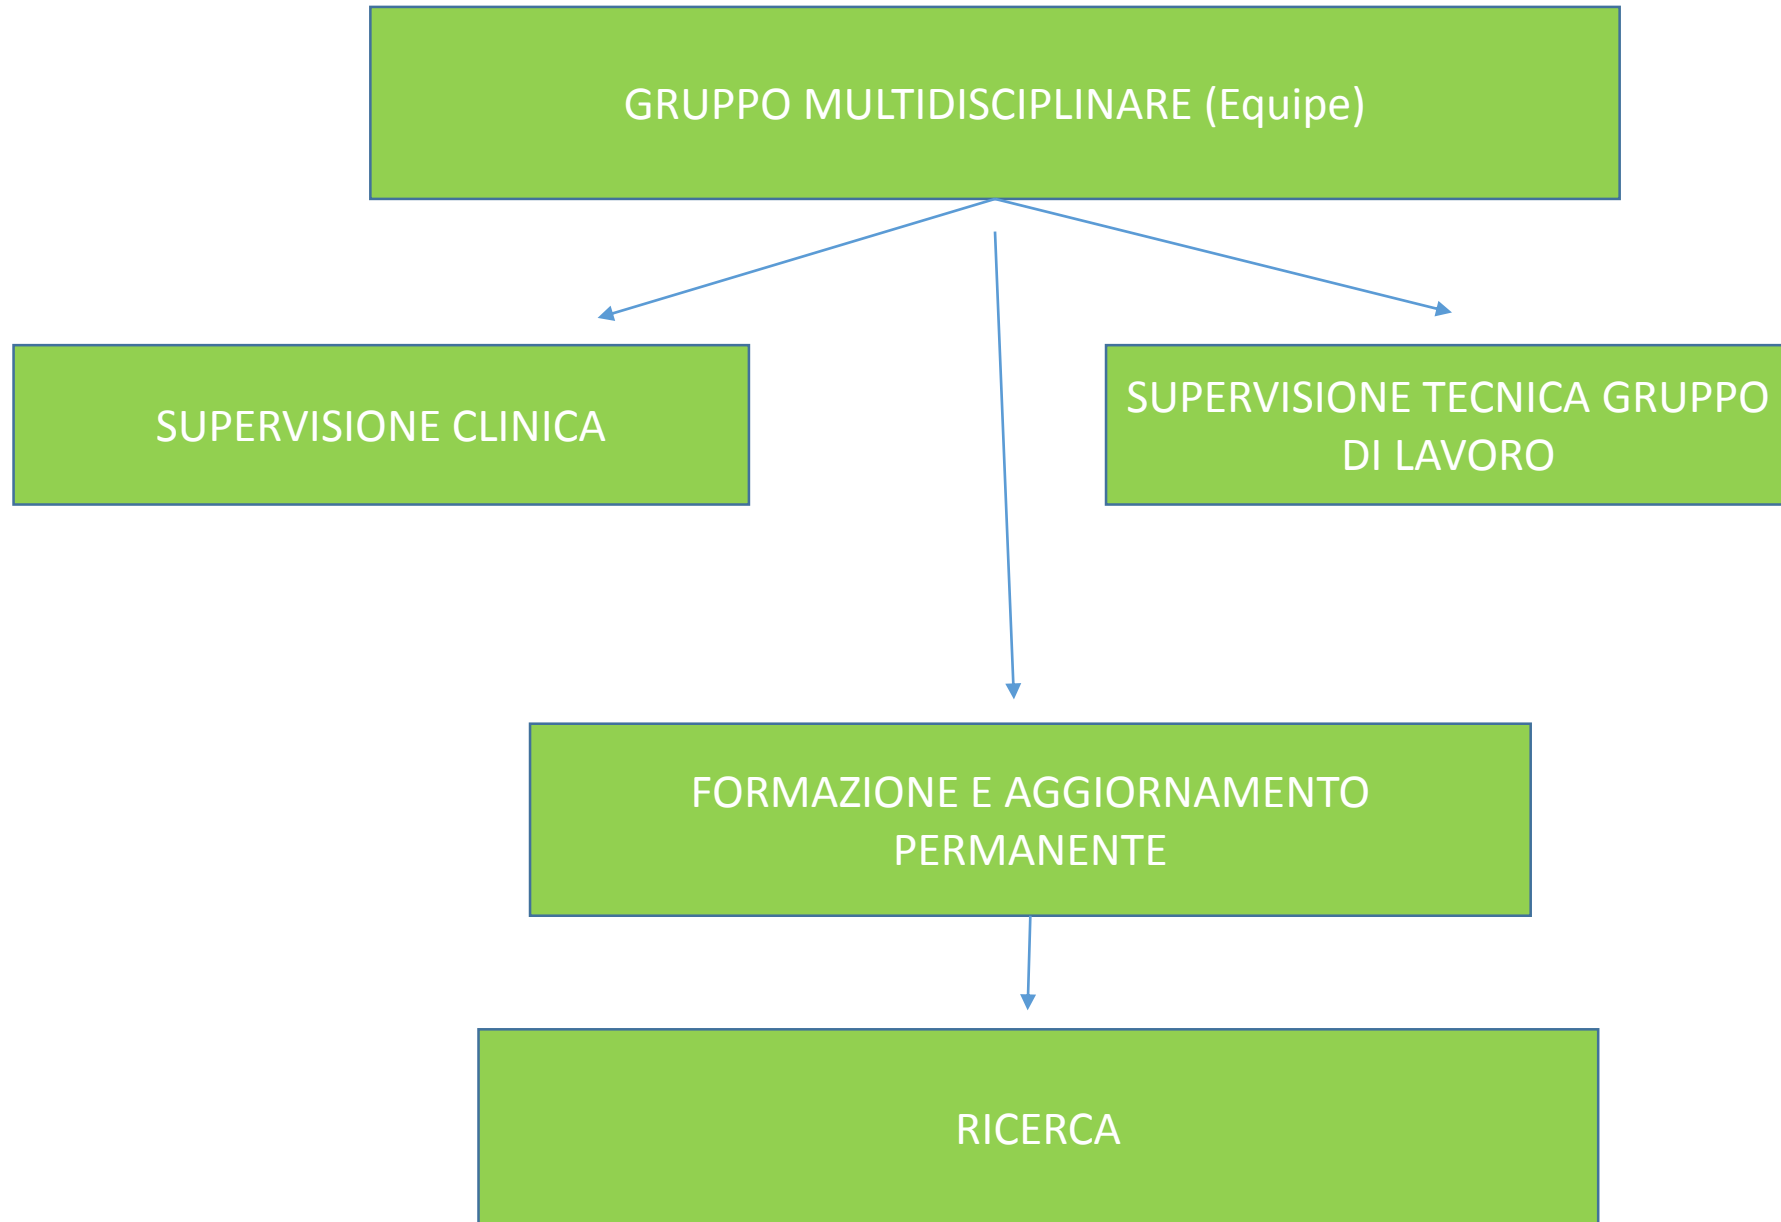 GRUPPO MULTIDISCIPLINARE (Equipe)
SUPERVISIONE CLINICA
SUPERVISIONE TECNICA GRUPPO
DI LAVORO
FORMAZIONE E AGGIORNAMENTO
PERMANENTE
RICERCA